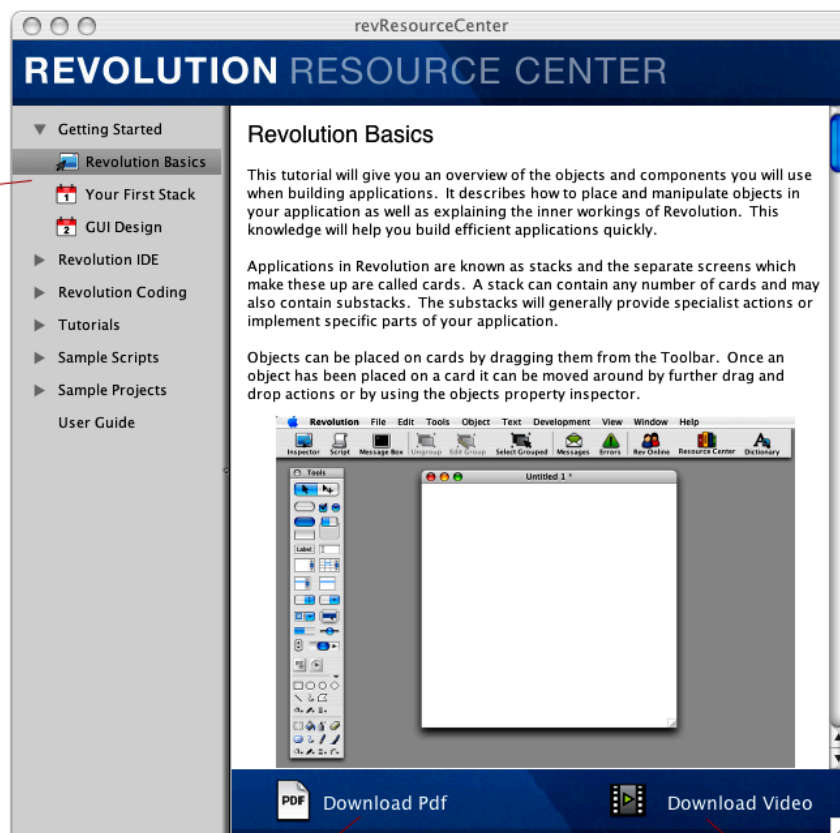 revResourceCenter
REVOLUTION RESOURCE CENTER
Getting Started
Revolution Basics
1 Your First Stack
2 GUI Design
Revolution IDE
Revolution Coding
Tutorials
Sample Scripts
Sample Projects
User Guide
Revolution Basics
This tutorial will give you an overview of the objects and components you will use
when building applications. It describes how to place and manipulate objects in
your application as well as explaining the inner workings of Revolution. This
knowledge will help you build efficient applications quickly.
Applications in Revolution are known as stacks and the separate screens which
make these up are called cards. A stack can contain any number of cards and may
also contain substacks. The substacks will generally provide specialist actions or
implement specific parts of your application.
Objects can be placed on cards by dragging them from the Toolbar. Once an
object has been placed on a card it can be moved around by further drag and
drop actions or by using the objects property inspector.
Revolution File Edit Tools Object Text Development View Window Help
Inspector Script Message Box Ungroup Edit Group Select Grouped Messages Errors Rev Online Resource Center Dictionary
Tools
Untitled 1 *
Label
PDF Download Pdf
Download Video